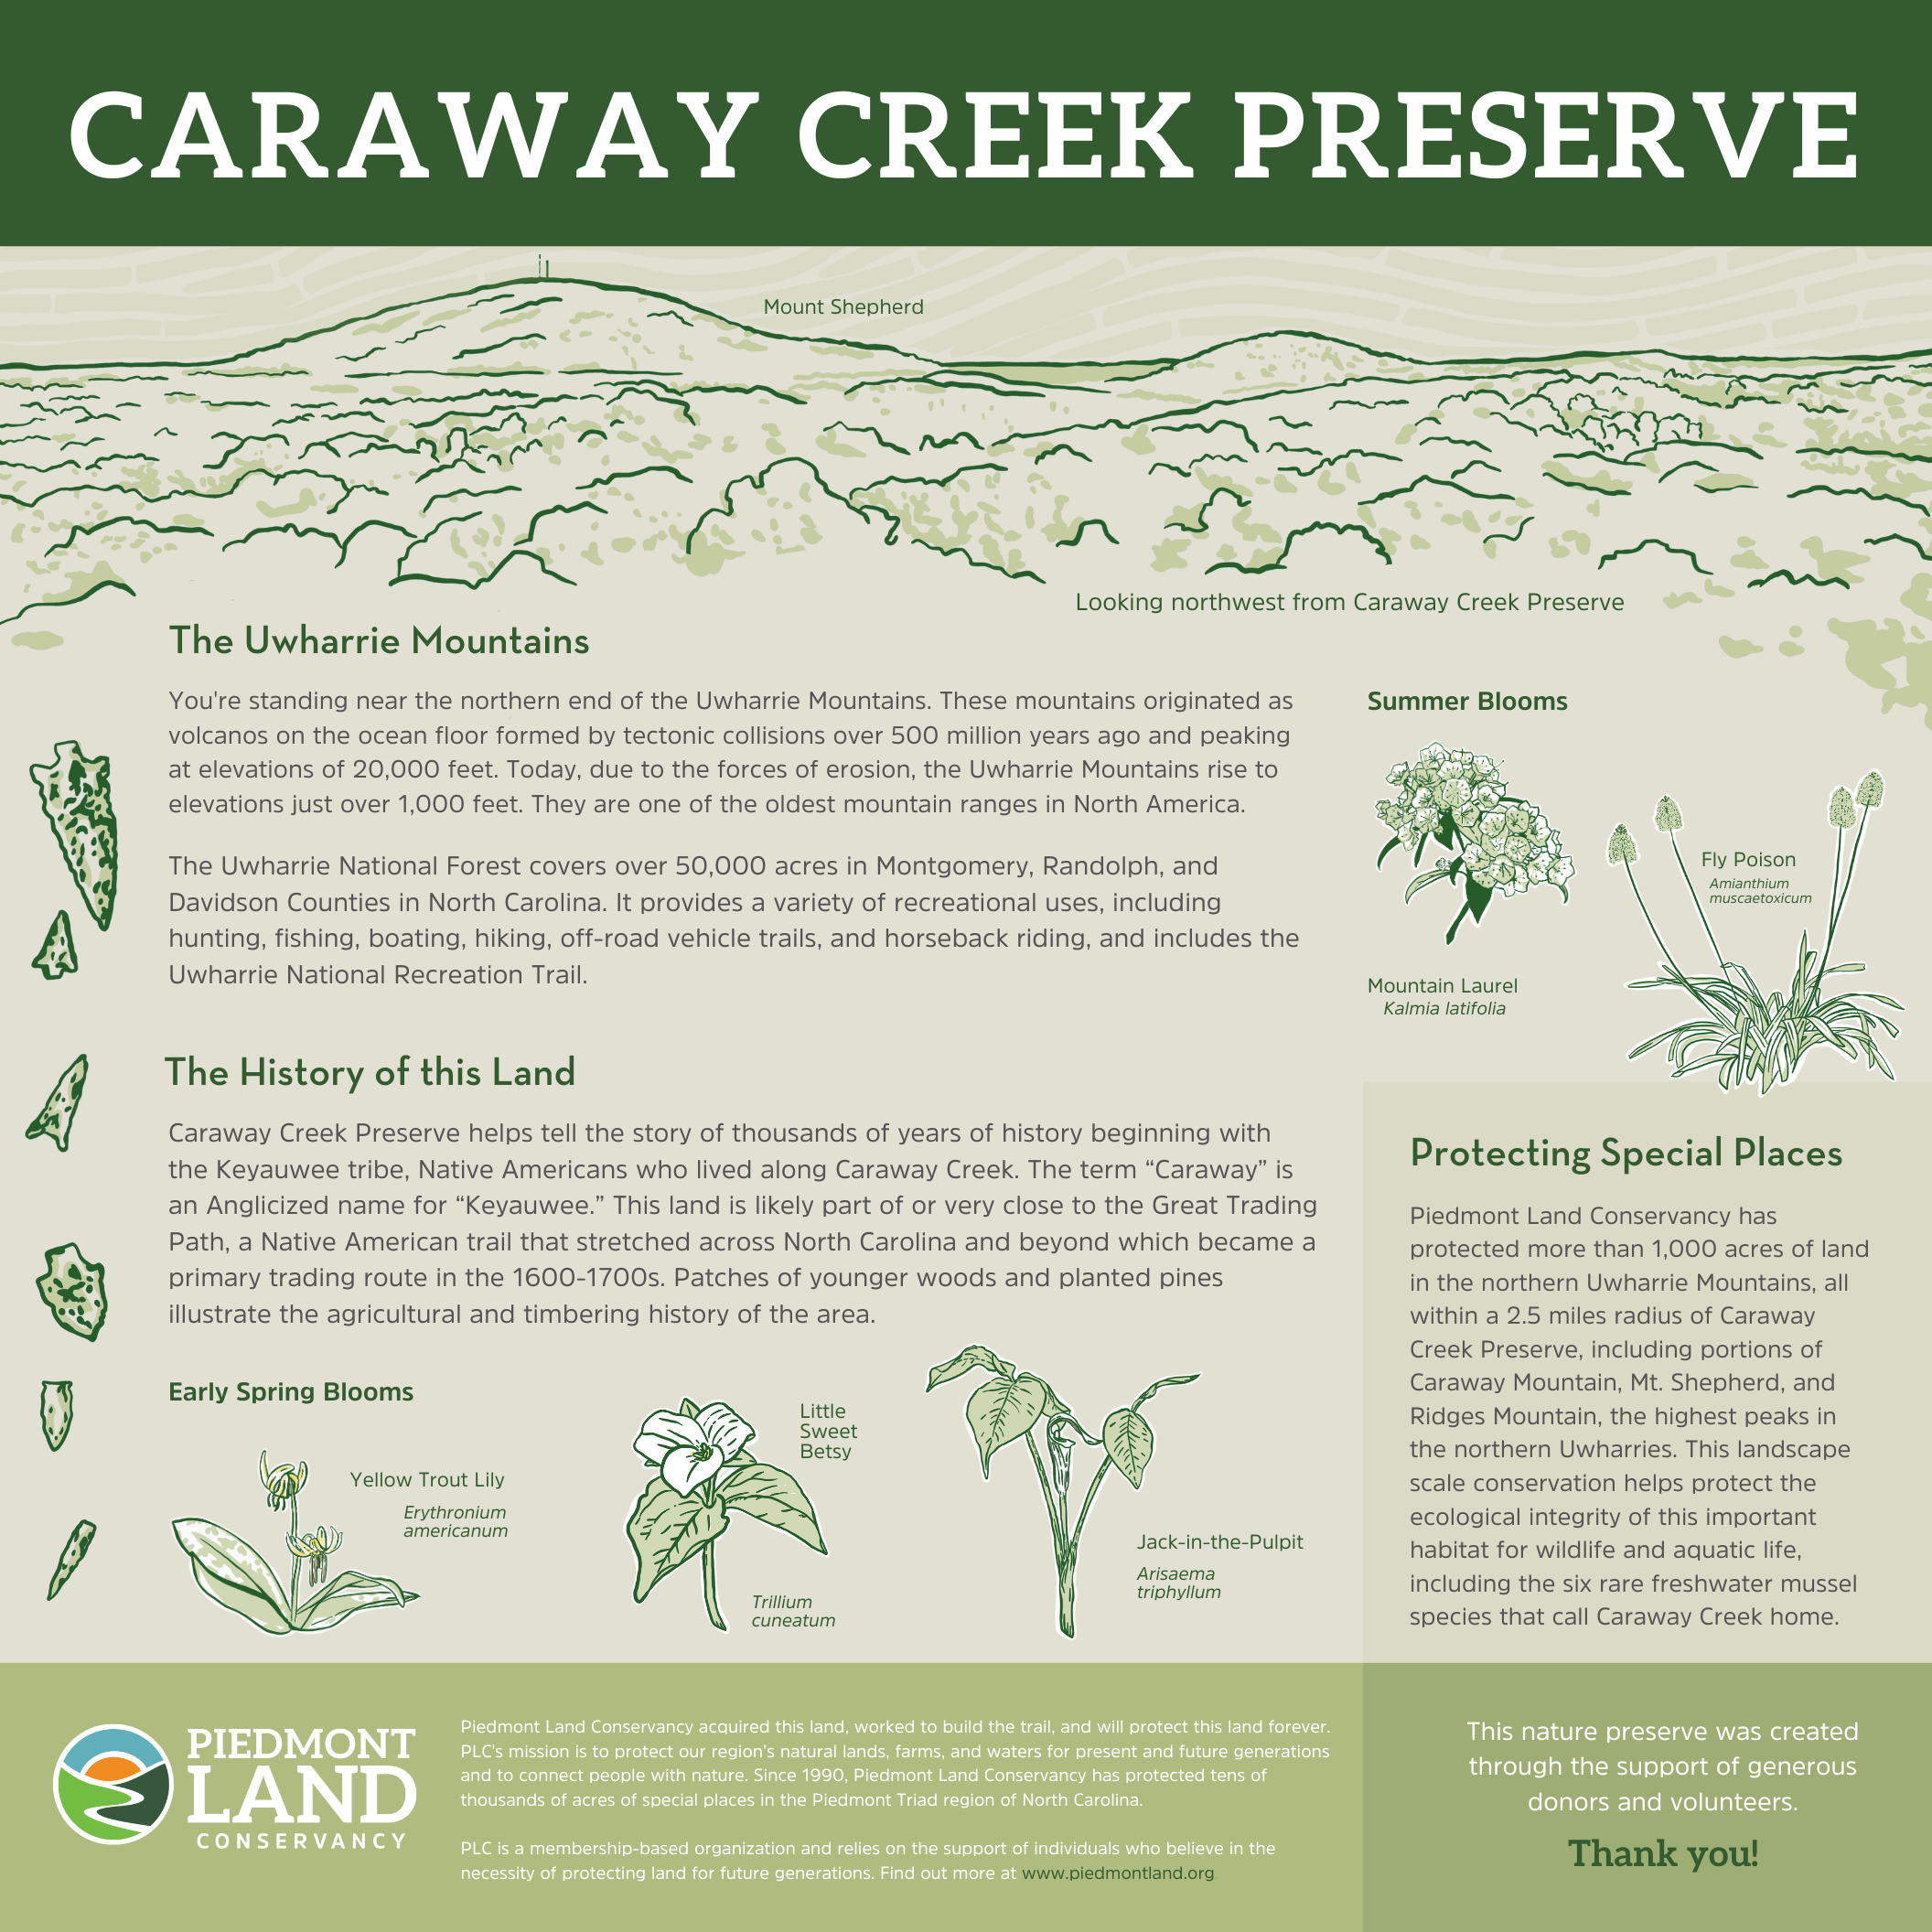 CARAWAY CREEK PRESERVE
Mount Shepherd
Looking northwest from Caraway Creek Preserve
The Uwharrie Mountains
You're standing near the northern end of the Uwharrie Mountains. These mountains originated as
volcanos on the ocean floor formed by tectonic collisions over 500 million years ago and peaking
at elevations of 20,000 feet. Today, due to the forces of erosion, the Uwharrie Mountains rise to
elevations just over 1,000 feet. They are one of the oldest mountain ranges in North America.
The Uwharrie National Forest covers over 50,000 acres in Montgomery, Randolph, and
Davidson Counties in North Carolina. It provides a variety of recreational uses, including
hunting, fishing, boating, hiking, off-road vehicle trails, and horseback riding, and includes the
Uwharrie National Recreation Trail.
Summer Blooms
Fly Poison
Amianthium
muscaetoxicum
Mountain Laurel
Kalmia latifolia
The History of this Land
Caraway Creek Preserve helps tell the story of thousands of years of history beginning with
the Keyauwee tribe, Native Americans who lived along Caraway Creek. The term “Caraway” is
an Anglicized name for “Keyauwee.” This land is likely part of or very close to the Great Trading
Path, a Native American trail that stretched across North Carolina and beyond which became a
primary trading route in the 1600-1700s. Patches of younger woods and planted pines
illustrate the agricultural and timbering history of the area.
Early Spring Blooms
Yellow Trout Lily
Erythronium
americanum
Little
Sweet
Betsy
Trillium
cuneatum
Jack-in-the-Pulpit
Arisaema
triphyllum
Protecting Special Places
Piedmont Land Conservancy has
protected more than 1,000 acres of land
in the northern Uwharrie Mountains, all
within a 2.5 miles radius of Caraway
Creek Preserve, including portions of
Caraway Mountain, Mt. Shepherd, and
Ridges Mountain, the highest peaks in
the northern Uwharries. This landscape
scale conservation helps protect the
ecological integrity of this important
habitat for wildlife and aquatic life,
including the six rare freshwater mussel
species that call Caraway Creek home.
PIEDMONT
LAND
CONSERVANCY
Piedmont Land Conservancy acquired this land, worked to build the trail, and will protect this land forever.
PLC's mission is to protect our region's natural lands, farms, and waters for present and future generations
and to connect people with nature. Since 1990, Piedmont Land Conservancy has protected tens of
thousands of acres of special places in the Piedmont Triad region of North Carolina.
PLC is a membership-based organization and relies on the support of individuals who believe in the
necessity of protecting land for future generations. Find out more at www.piedmontland.org
This nature preserve was created
through the support of generous
donors and volunteers.
Thank you!